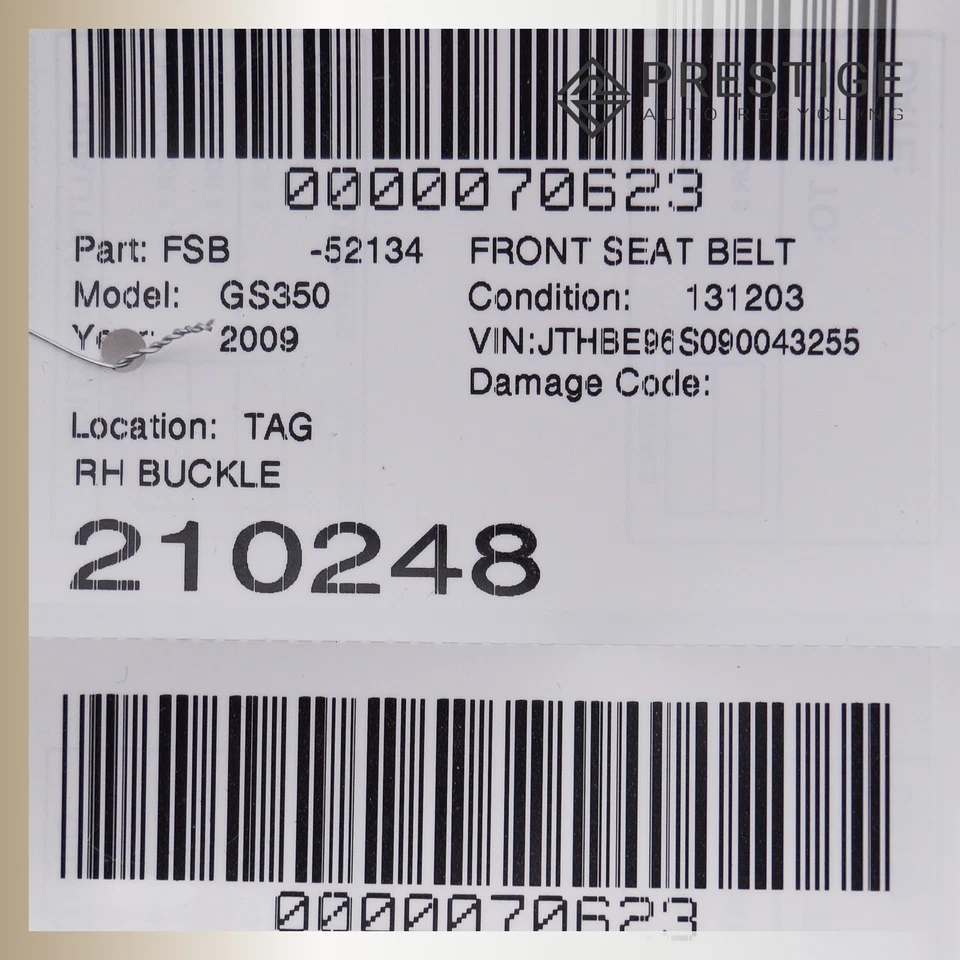 PRESTIGE
AUTO RECYCLING
0000070623
Part: FSB -52134 FRONT SEAT BELT
Model: GS350 Condition: 131203
Year: 2009 VIN:JTHBE96S090043255
Damage Code:
Location: TAG
RH BUCKLE
210248
0000070623